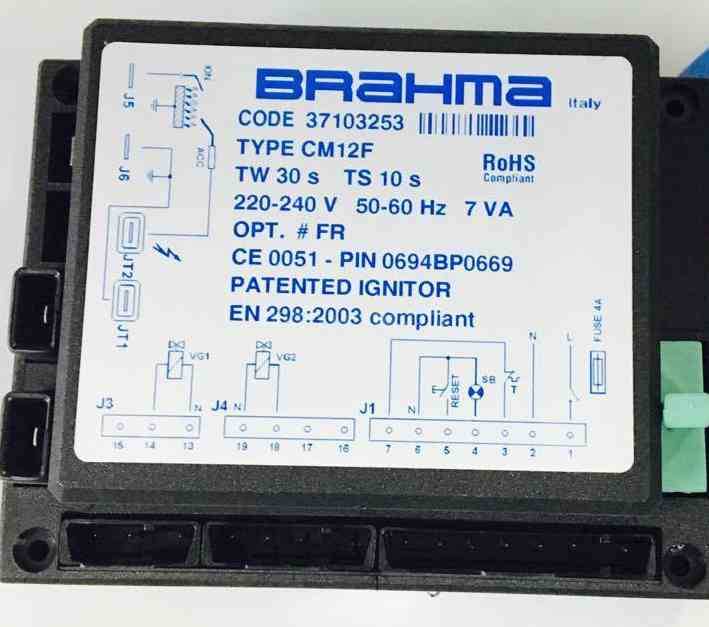 BRAHMA Italy
CODE 37103253
TYPE CM12F
RoHS
Compliant
TW 30 s TS 10 s
220-240 V 50-60 Hz 7 VA
OPT. # FR
CE 0051 - PIN 0694BP0669
PATENTED IGNITOR
EN 298:2003 compliant
J5
ION
J6
ACC
JT2
JT1
VG1
N
J3
15 14 13
VG2
J4 N
19 18 17 16
N L
FUSE 4A
RESET
SB
T
J1 N
7 6 5 4 3 2 1